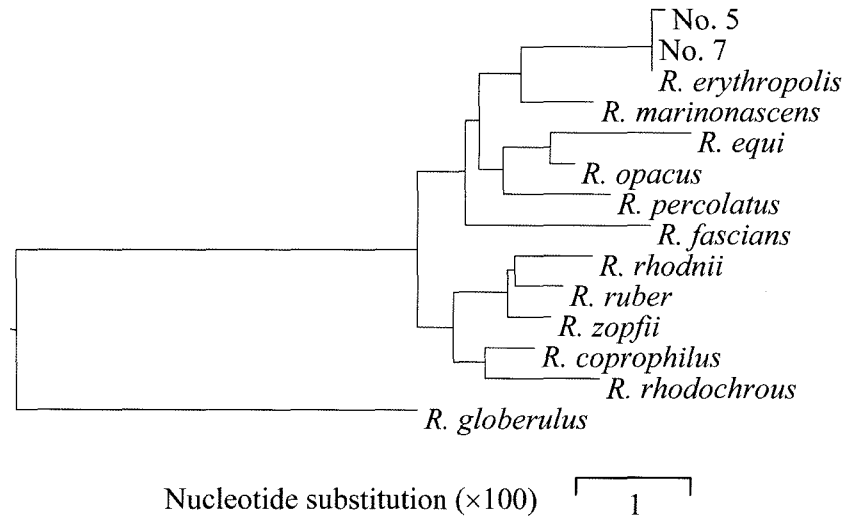 No. 5
No. 7
R. erythropolis
R. marinonascens
R. equi
R. opacus
R. percolatus
R. fascians
R. rhodnii
R. ruber
R. zopfii
R. coprophilus
R. rhodochrous
R. globerulus
Nucleotide substitution (×100) 1